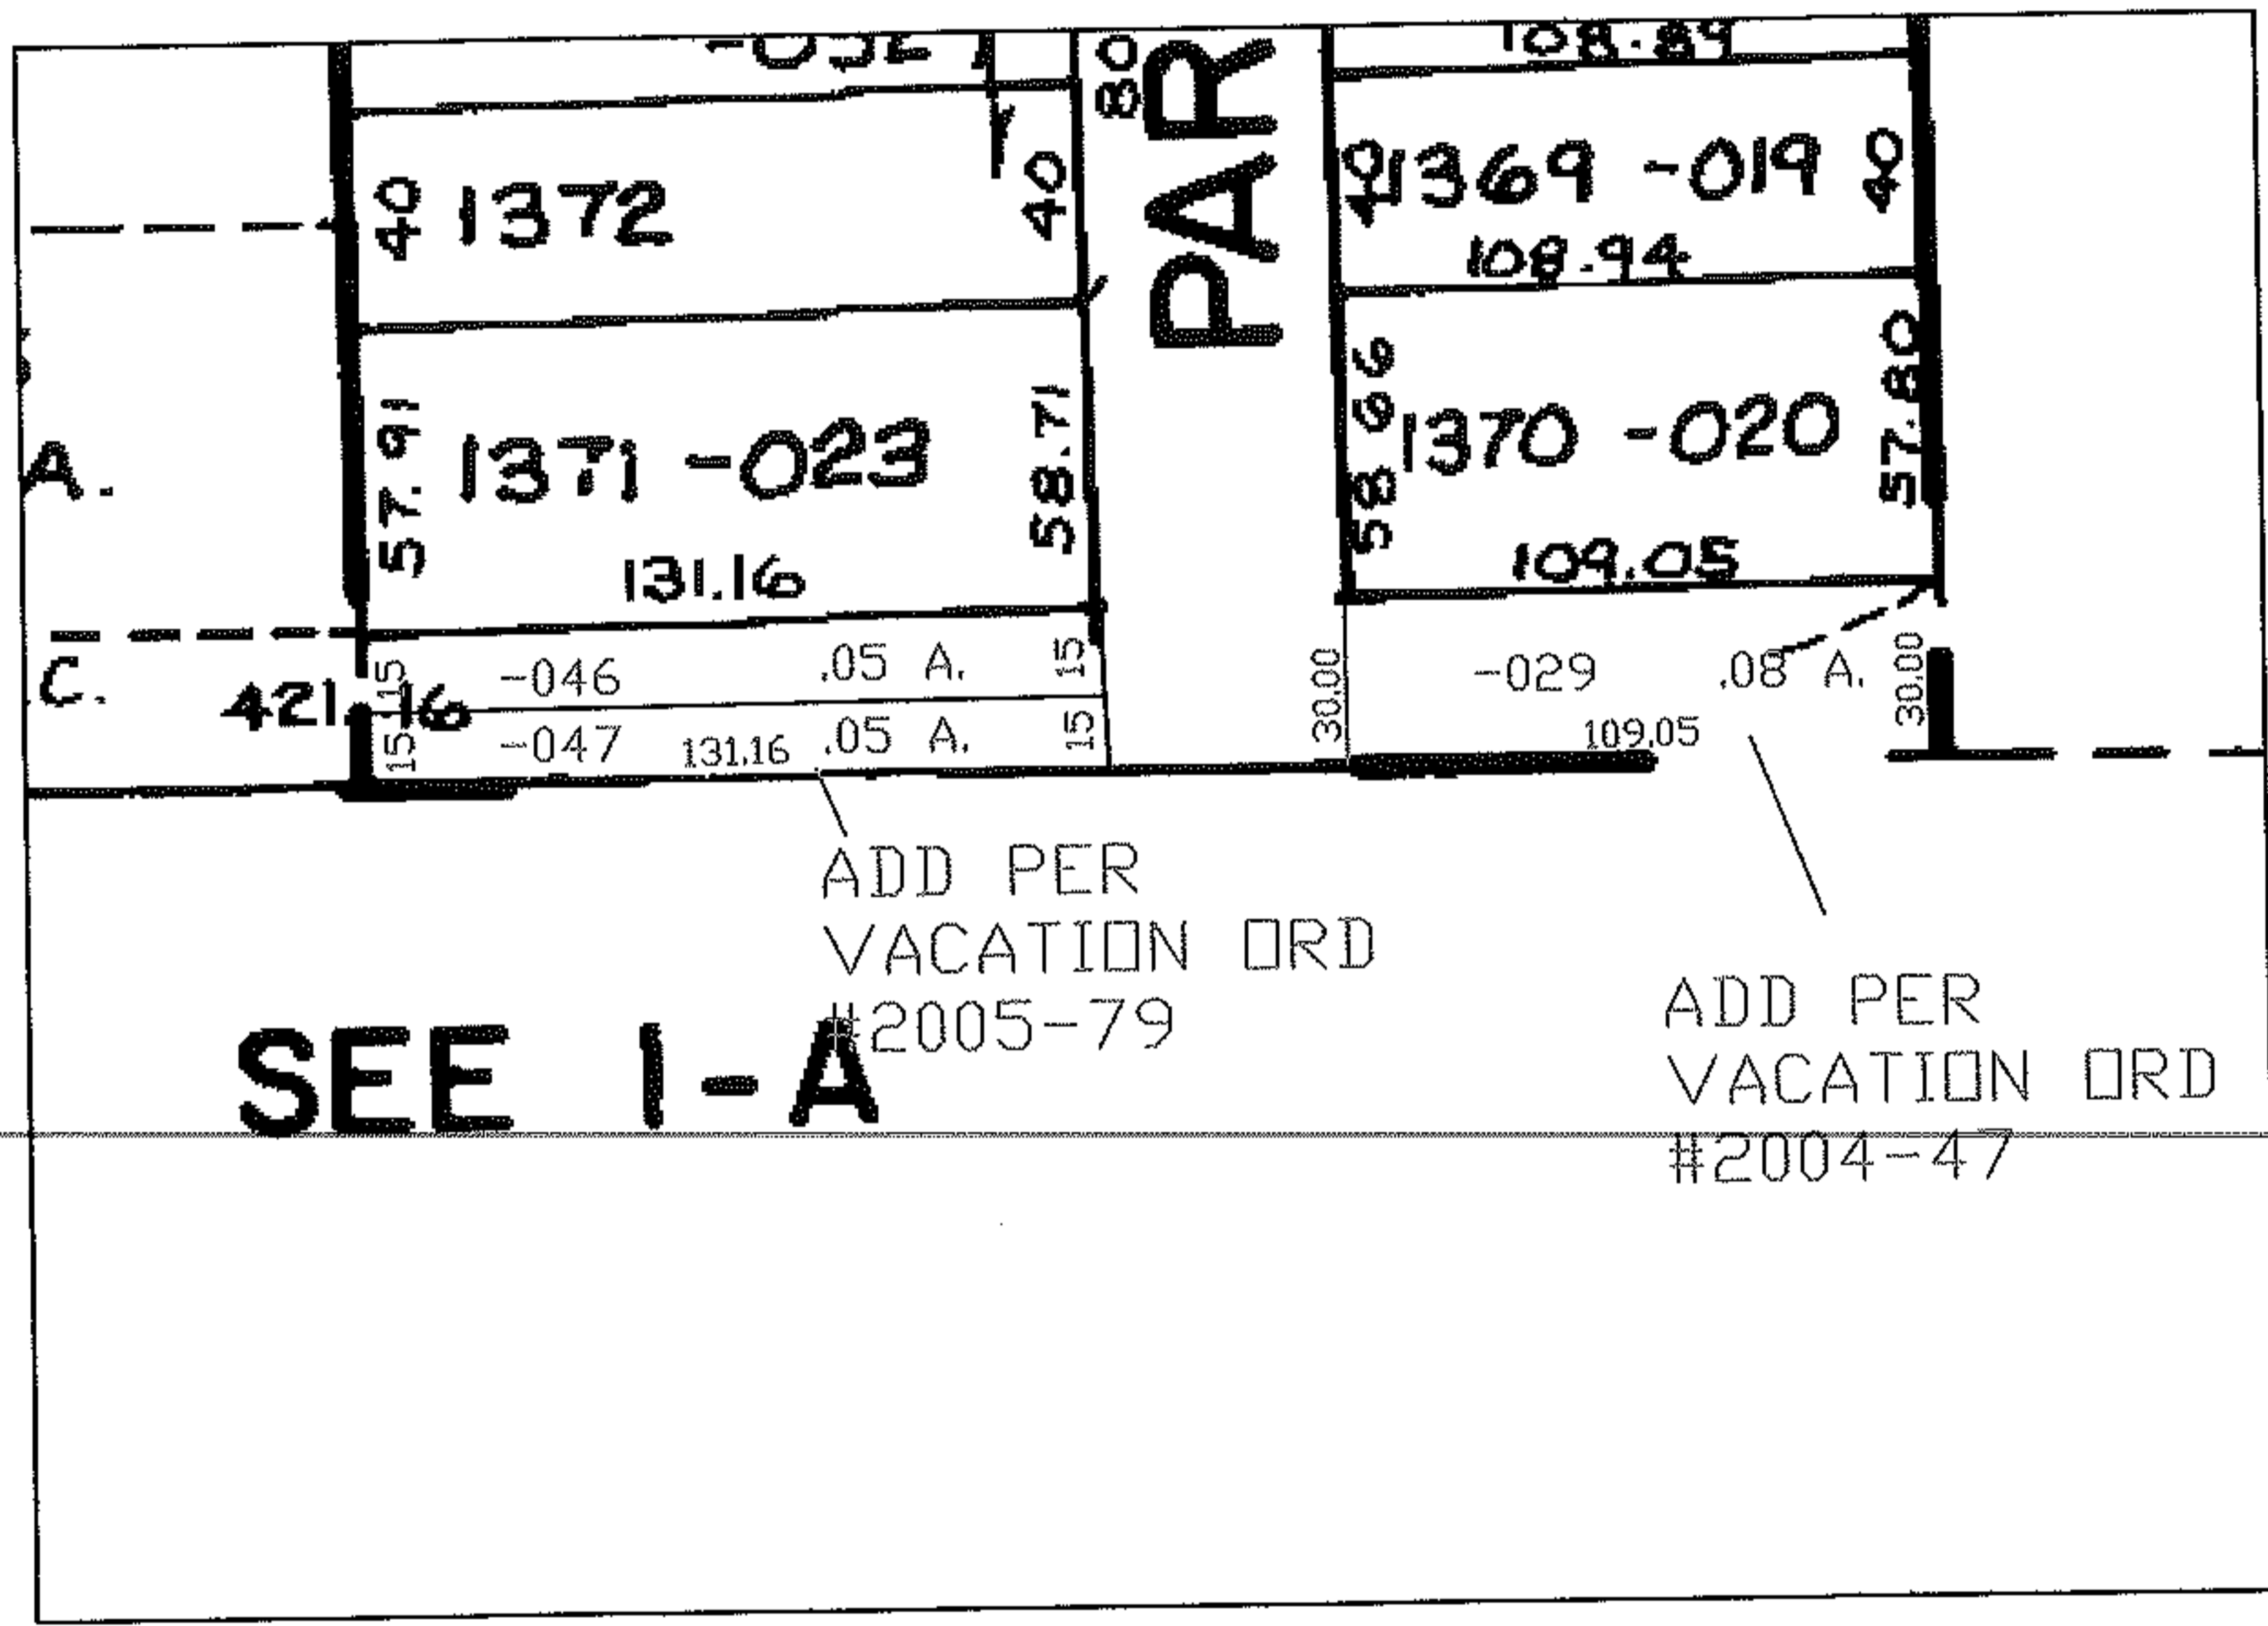 108.89
80
PAR
40
1372
40
40
1369 -019
40
108.94
57.91
1371 -023
58.71
131.16
1370 -020
57.80
109.05
A.
C.
421.16
15
-046
.05 A.
15
15
-047
131.16
.05 A.
15
30.00
-029
.08 A.
30.00
109.05
ADD PER
VACATION ORD
#2005-79
ADD PER
VACATION ORD
#2004-47
SEE 1-A